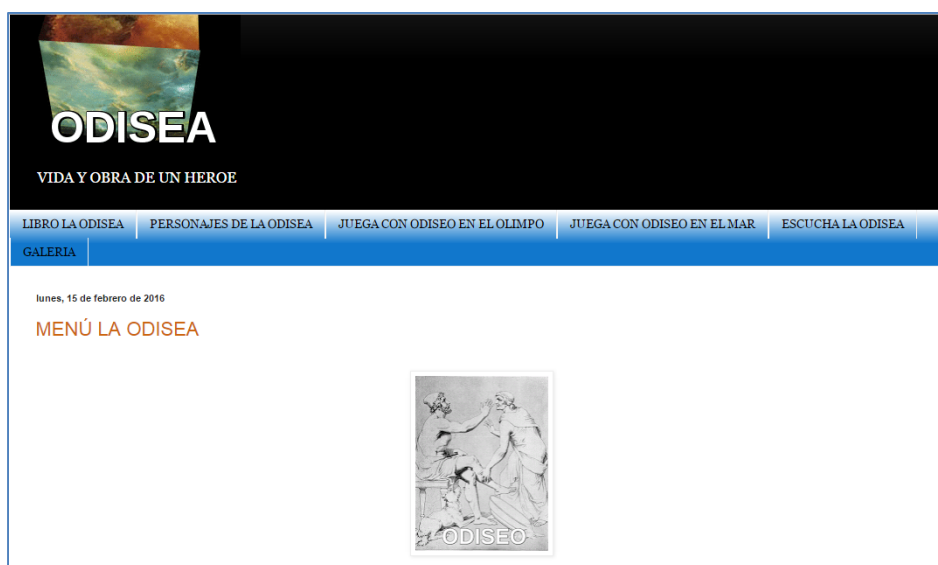 ODISEA
VIDA Y OBRA DE UN HEROE
LIBRO LA ODISEA PERSONAJES DE LA ODISEA JUEGA CON ODISEO EN EL OLIMPO JUEGA CON ODISEO EN EL MAR ESCUCHA LA ODISEA
GALERIA
lunes, 15 de febrero de 2016
MENÚ LA ODISEA
ODISEO